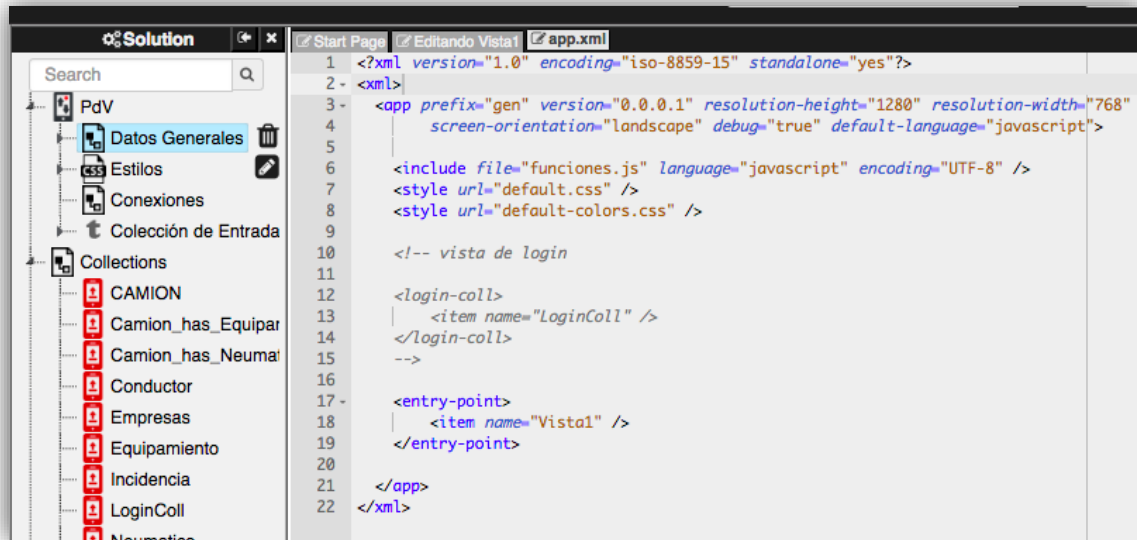 Solution
Search
PdV
Datos Generales
Estilos
Conexiones
Colección de Entrada
Collections
CAMION
Camion_has_Equipar
Camion_has_Neumat
Conductor
Empresas
Equipamiento
Incidencia
LoginColl
Start Page Editando Vista1 app.xml
1 <?xml version="1.0" encoding="iso-8859-15" standalone="yes"?>
2 <xml>
3 <app prefix="gen" version="0.0.0.1" resolution-height="1280" resolution-width="768"
4 screen-orientation="landscape" debug="true" default-language="javascript">
5
6 <include file="funciones.js" language="javascript" encoding="UTF-8" />
7 <style url="default.css" />
8 <style url="default-colors.css" />
9
10 <!-- vista de login
11
12 <login-coll>
13 <item name="LoginColl" />
14 </login-coll>
15 -->
16
17 <entry-point>
18 <item name="Vista1" />
19 </entry-point>
20
21 </app>
22 </xml>